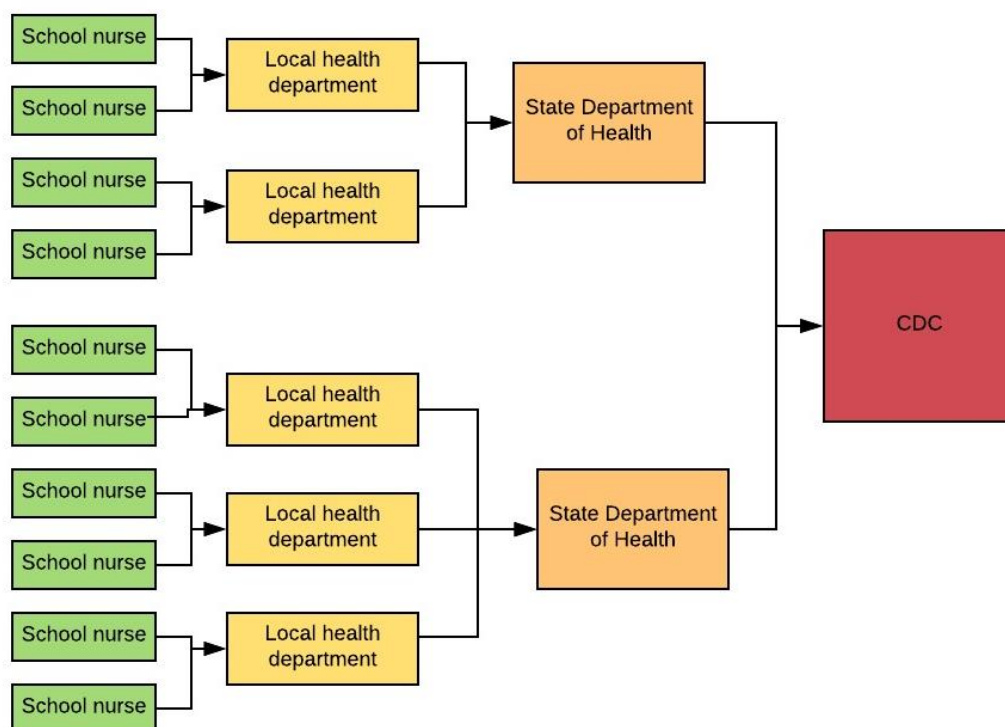 School nurse
School nurse
School nurse
School nurse
Local health
department
Local health
department
State Department
of Health
School nurse
School nurse
School nurse
School nurse
School nurse
School nurse
Local health
department
Local health
department
Local health
department
State Department
of Health
CDC